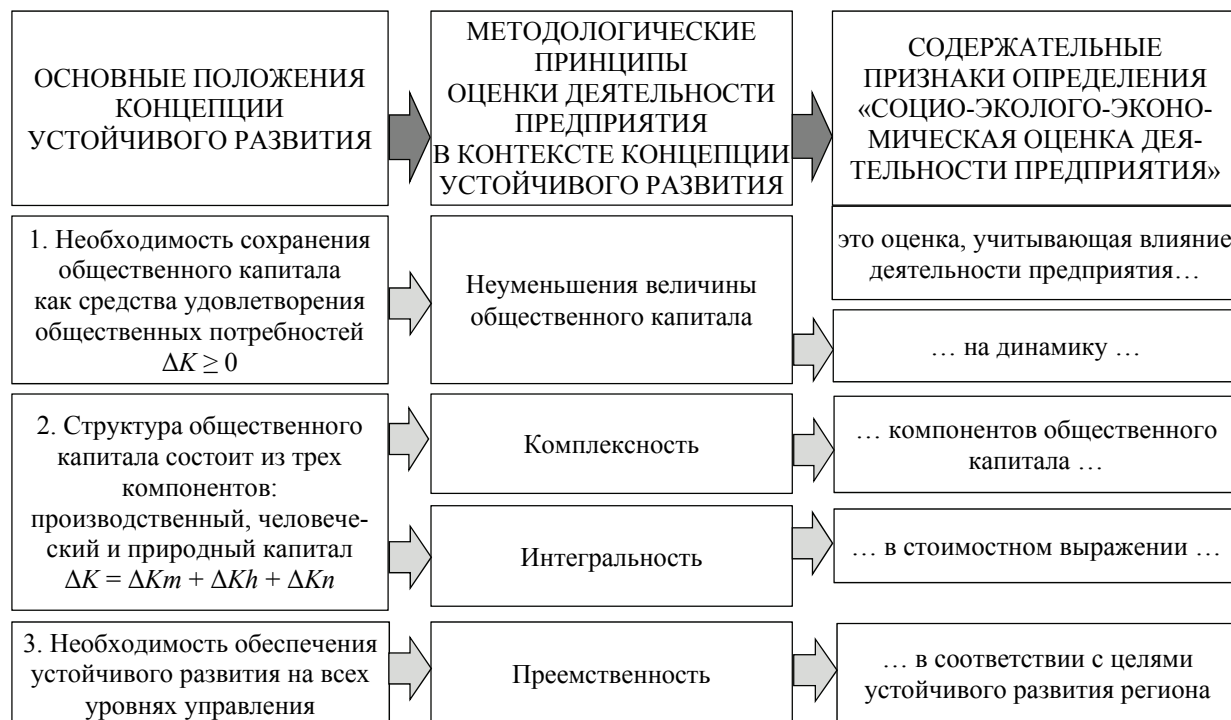 ОСНОВНЫЕ ПОЛОЖЕНИЯ
КОНЦЕПЦИИ
УСТОЙЧИВОГО РАЗВИТИЯ
МЕТОДОЛОГИЧЕСКИЕ
ПРИНЦИПЫ
ОЦЕНКИ ДЕЯТЕЛЬНОСТИ
ПРЕДПРИЯТИЯ
В КОНТЕКСТЕ КОНЦЕПЦИИ
УСТОЙЧИВОГО РАЗВИТИЯ
СОДЕРЖАТЕЛЬНЫЕ
ПРИЗНАКИ ОПРЕДЕЛЕНИЯ
«СОЦИО-ЭКОЛОГО-ЭКОНО-
МИЧЕСКАЯ ОЦЕНКА ДЕЯ-
ТЕЛЬНОСТИ ПРЕДПРИЯТИЯ»
1. Необходимость сохранения
общественного капитала
как средства удовлетворения
общественных потребностей
ΔK ≥ 0
Неуменьшения величины
общественного капитала
это оценка, учитывающая влияние
деятельности предприятия…
… на динамику …
2. Структура общественного
капитала состоит из трех
компонентов:
производственный, человече-
ский и природный капитал
ΔK = ΔKm + ΔKh + ΔKn
Комплексность
… компонентов общественного
капитала …
Интегральность
… в стоимостном выражении …
3. Необходимость обеспечения
устойчивого развития на всех
уровнях управления
Преемственность
… в соответствии с целями
устойчивого развития региона